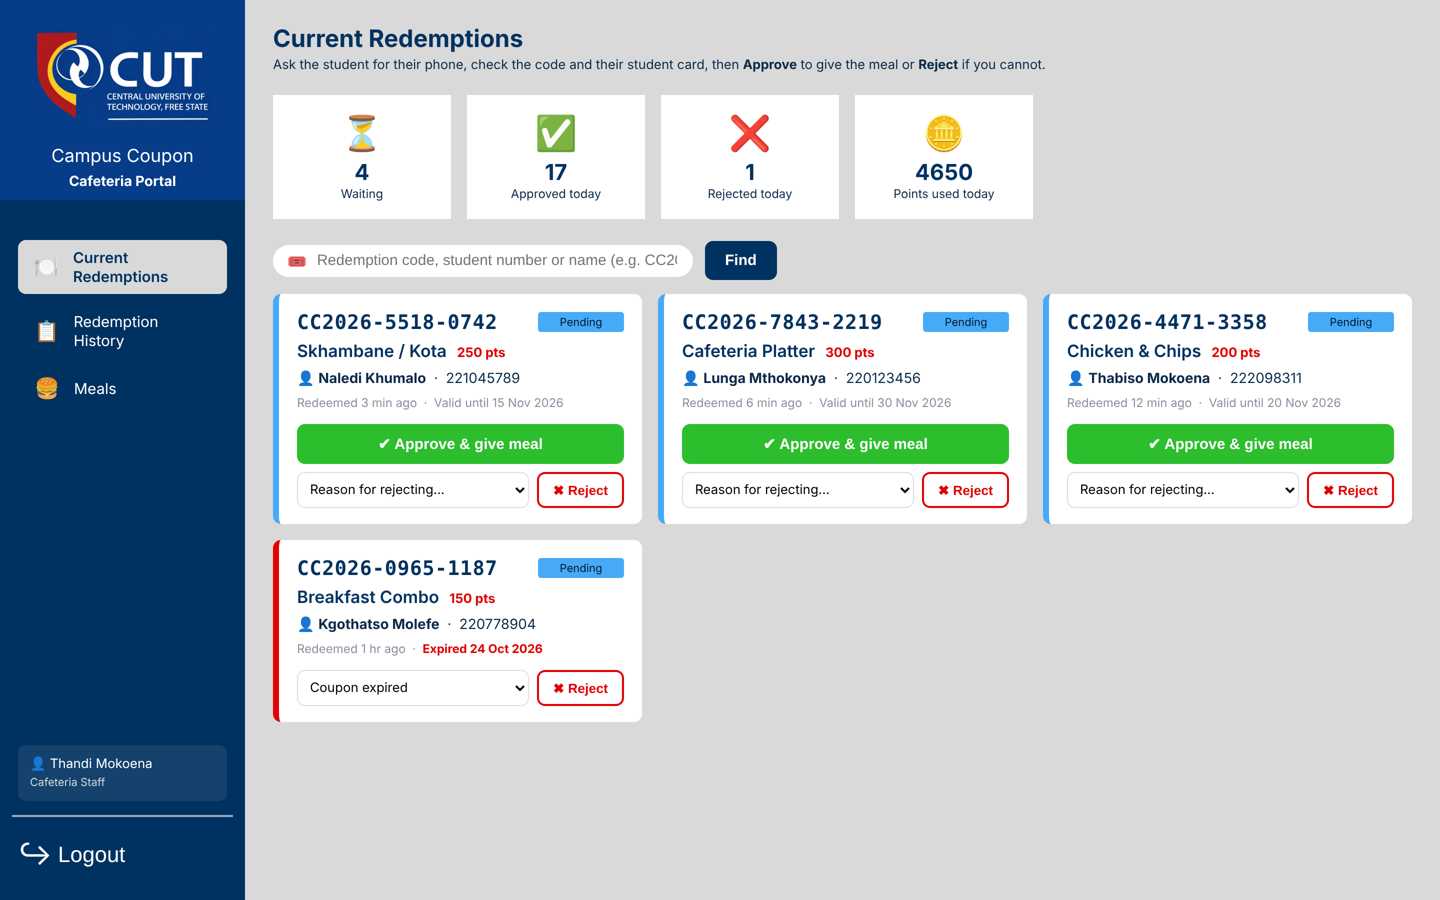 CUT
CENTRAL UNIVERSITY OF
TECHNOLOGY, FREE STATE
Campus Coupon
Cafeteria Portal
Current
Redemptions
Redemption
History
Meals
Thandi Mokoena
Cafeteria Staff
Logout
Current Redemptions
Ask the student for their phone, check the code and their student card, then Approve to give the meal or Reject if you cannot.
4
Waiting
17
Approved today
1
Rejected today
4650
Points used today
Redemption code, student number or name (e.g. CC20
Find
CC2026-5518-0742
Pending
Skhambane / Kota 250 pts
Naledi Khumalo · 221045789
Redeemed 3 min ago · Valid until 15 Nov 2026
✔ Approve & give meal
Reason for rejecting...
✖ Reject
CC2026-7843-2219
Pending
Cafeteria Platter 300 pts
Lunga Mthokonya · 220123456
Redeemed 6 min ago · Valid until 30 Nov 2026
✔ Approve & give meal
Reason for rejecting...
✖ Reject
CC2026-4471-3358
Pending
Chicken & Chips 200 pts
Thabiso Mokoena · 222098311
Redeemed 12 min ago · Valid until 20 Nov 2026
✔ Approve & give meal
Reason for rejecting...
✖ Reject
CC2026-0965-1187
Pending
Breakfast Combo 150 pts
Kgothatso Molefe · 220778904
Redeemed 1 hr ago · Expired 24 Oct 2026
Coupon expired
✖ Reject